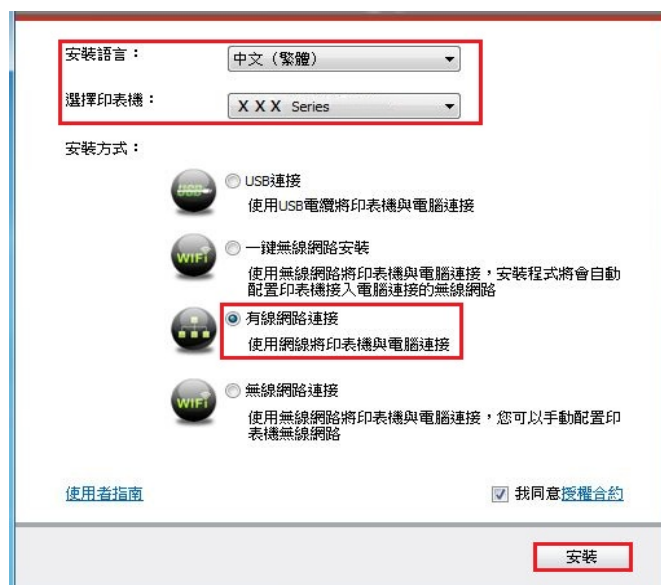 安裝語言：
中文（繁體）
選擇印表機：
X X X Series
安裝方式：
USB
USB連接
使用USB電纜將印表機與電腦連接
WiFi
一鍵無線網路安裝
使用無線網路將印表機與電腦連接，安裝程式將會自動
配置印表機接入電腦連接的無線網路
有線網路連接
使用網線將印表機與電腦連接
WiFi
無線網路連接
使用無線網路將印表機與電腦連接，您可以手動配置印
表機無線網路
使用者指南
我同意授權合約
安裝